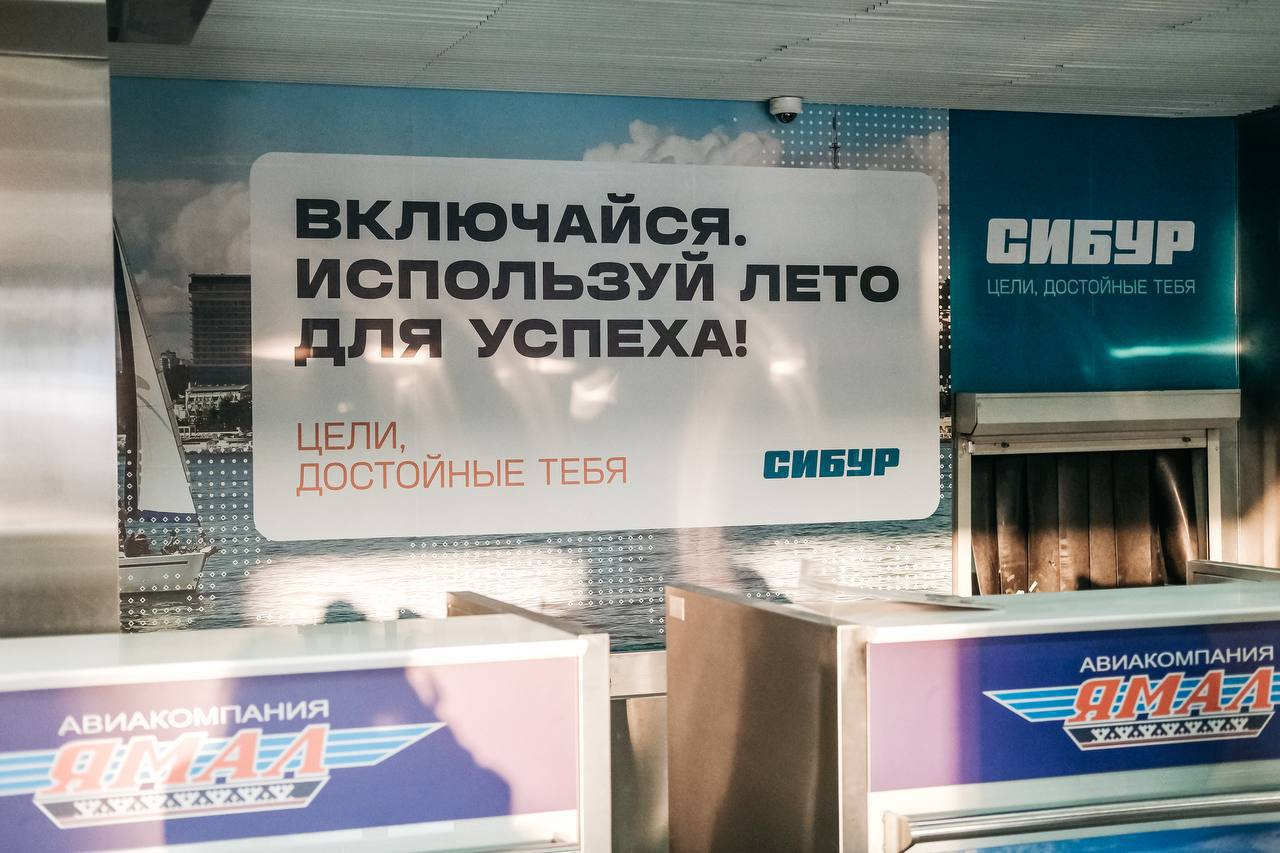 ВКЛЮЧАЙСЯ.
ИСПОЛЬЗУЙ ЛЕТО
ДЛЯ УСПЕХА!
ЦЕЛИ,
ДОСТОЙНЫЕ ТЕБЯ
СИБУР
СИБУР
ЦЕЛИ, ДОСТОЙНЫЕ ТЕБЯ
АВИАКОМПАНИЯ
ЯМАЛ
АВИАКОМПАНИЯ
ЯМАЛ